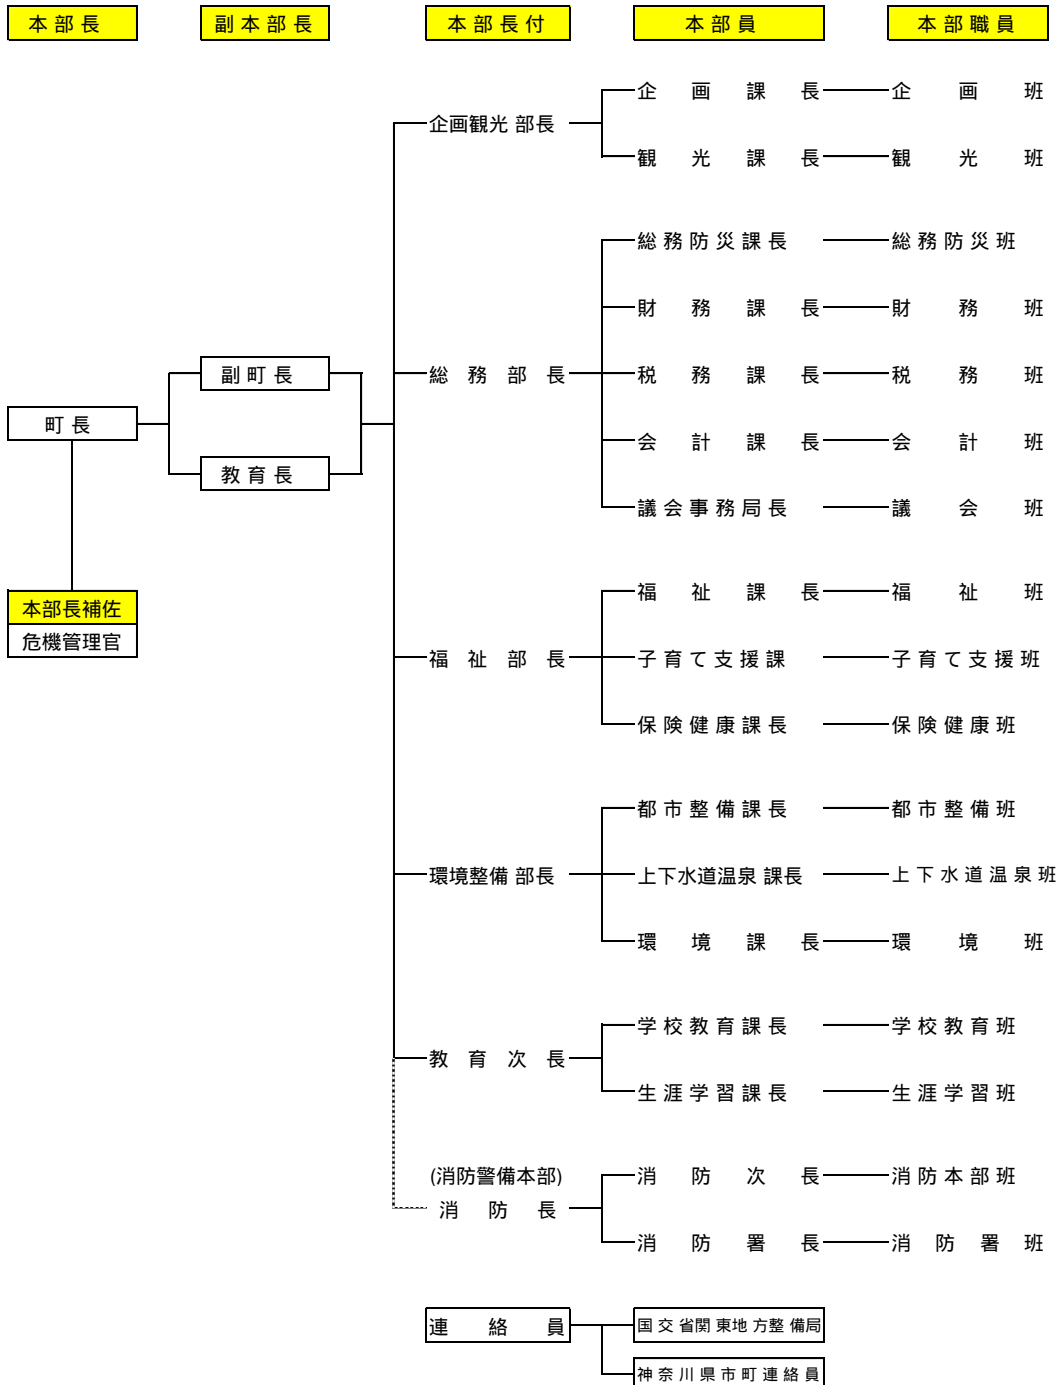 本部長 副本部長 本部長付 本部員 本部職員
企画課長 企画班
企画観光部長
観光課長 観光班
総務防災課長 総務防災班
財務課長 財務班
副町長 総務部長 税務課長 税務班
町長
会計課長 会計班
教育長
議会事務局長 議会班
福祉課長 福祉班
本部長補佐
危機管理官
福祉部長 子育て支援課 子育て支援班
保険健康課長 保険健康班
都市整備課長 都市整備班
環境整備部長 上下水道温泉課長 上下水道温泉班
環境課長 環境班
学校教育課長 学校教育班
教育次長
生涯学習課長 生涯学習班
(消防警備本部) 消防次長 消防本部班
消防長
消防署長 消防署班
連絡員 国交省関東地方整備局
神奈川県市町連絡員